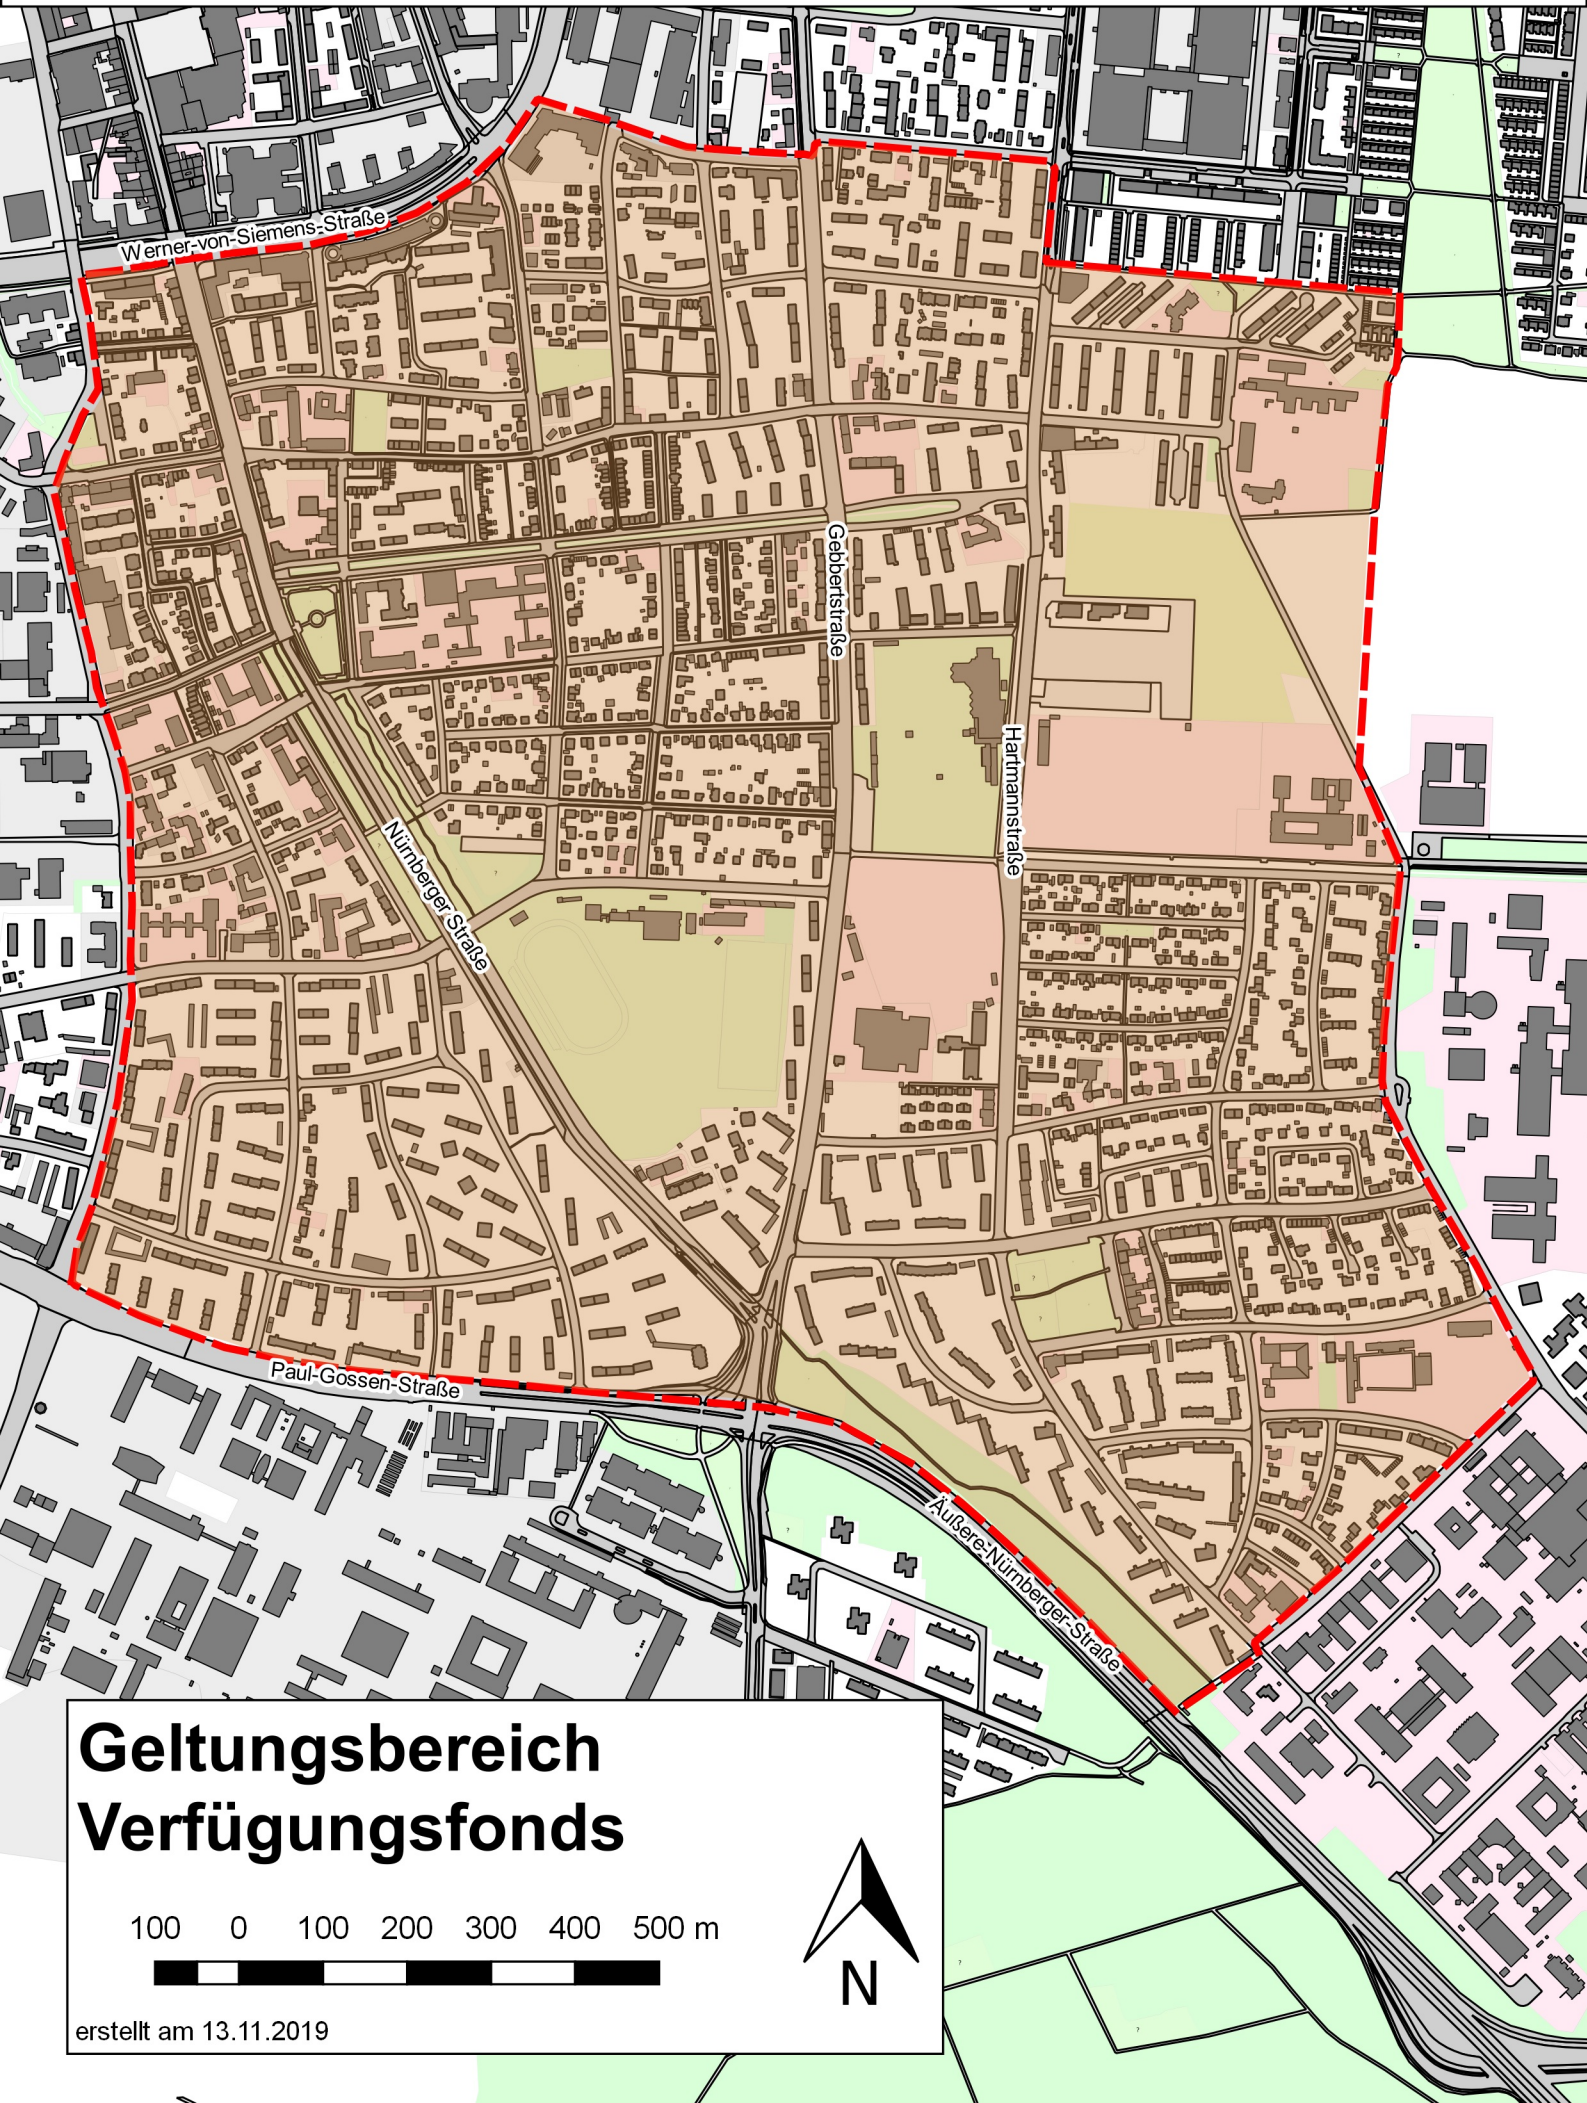 Werner-von-Siemens-Straße
Gebbertstraße
Hartmannstraße
Nürnberger Straße
Paul-Gossen-Straße
Äußere-Nürnberger-Straße
Geltungsbereich
Verfügungsfonds
100 0 100 200 300 400 500 m
N
erstellt am 13.11.2019